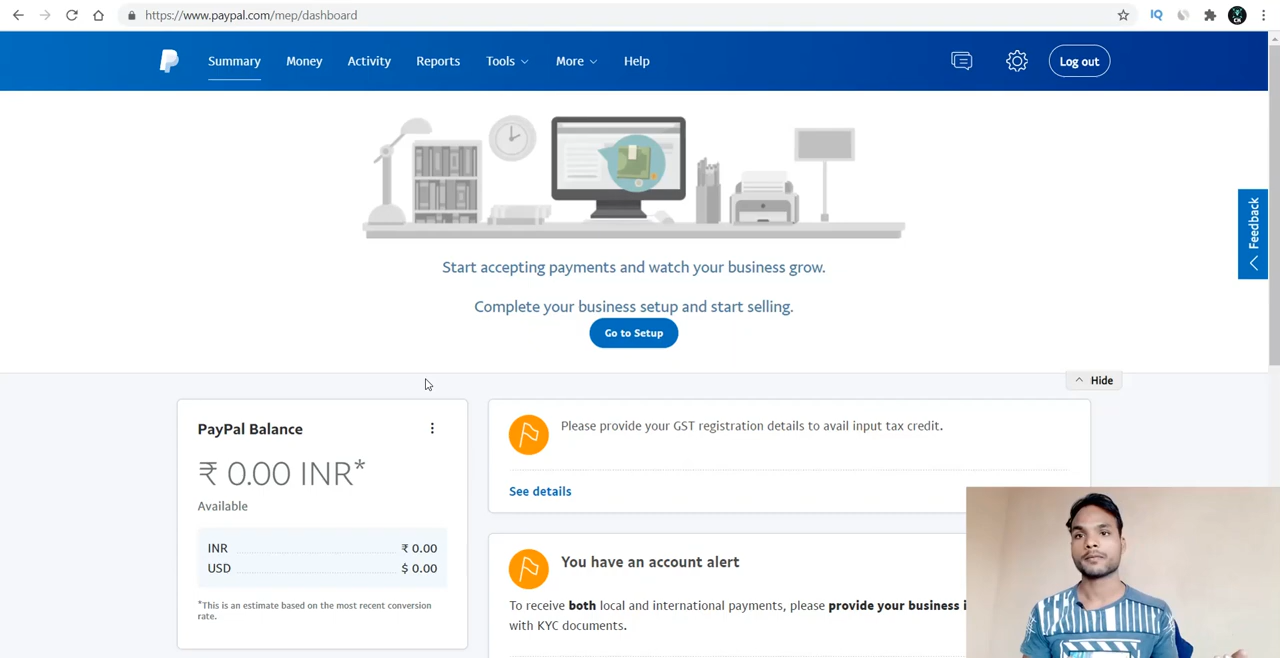 https://www.paypal.com/mep/dashboard
IQ
CN
Summary Money Activity Reports Tools More Help Log out
Start accepting payments and watch your business grow.
Complete your business setup and start selling.
Go to Setup
Feedback
Hide
PayPal Balance
₹ 0.00 INR*
Available
INR ₹ 0.00
USD $ 0.00
*This is an estimate based on the most recent conversion
rate.
Please provide your GST registration details to avail input tax credit.
See details
You have an account alert
To receive both local and international payments, please provide your business i
with KYC documents.